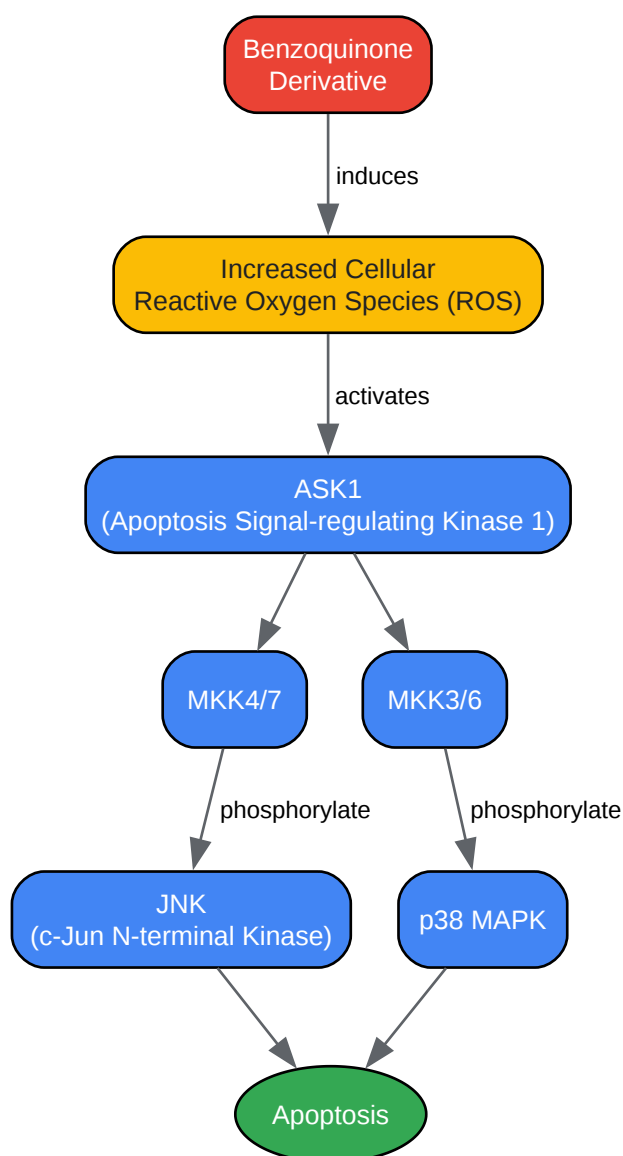 Benzoquinone
Derivative
induces
Increased Cellular
Reactive Oxygen Species (ROS)
activates
ASK1
(Apoptosis Signal-regulating Kinase 1)
MKK4/7
MKK3/6
phosphorylate
phosphorylate
JNK
(c-Jun N-terminal Kinase)
p38 MAPK
Apoptosis